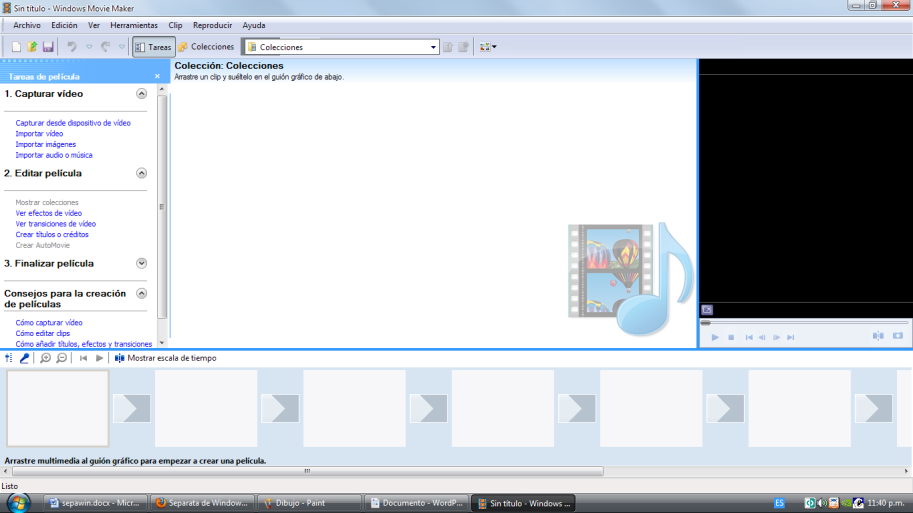 Sin título - Windows Movie Maker
Archivo Edición Ver Herramientas Clip Reproducir Ayuda
Tareas Colecciones Colecciones
Tareas de película
Colección: Colecciones
Arrastre un clip y suéltelo en el guión gráfico de abajo.
1. Capturar vídeo
Capturar desde dispositivo de vídeo
Importar vídeo
Importar imágenes
Importar audio o música
2. Editar película
Mostrar colecciones
Ver efectos de vídeo
Ver transiciones de vídeo
Crear títulos o créditos
Crear AutoMovie
3. Finalizar película
Consejos para la creación
de películas
Cómo capturar vídeo
Cómo editar clips
Cómo añadir títulos, efectos y transiciones
Mostrar escala de tiempo
Arrastre multimedia al guión gráfico para empezar a crear una película.
Listo
sepawin.docx - Micr... Separata de Window... Dibujo - Paint Documento - WordP... Sin título - Windows ... ES 11:40 p.m.